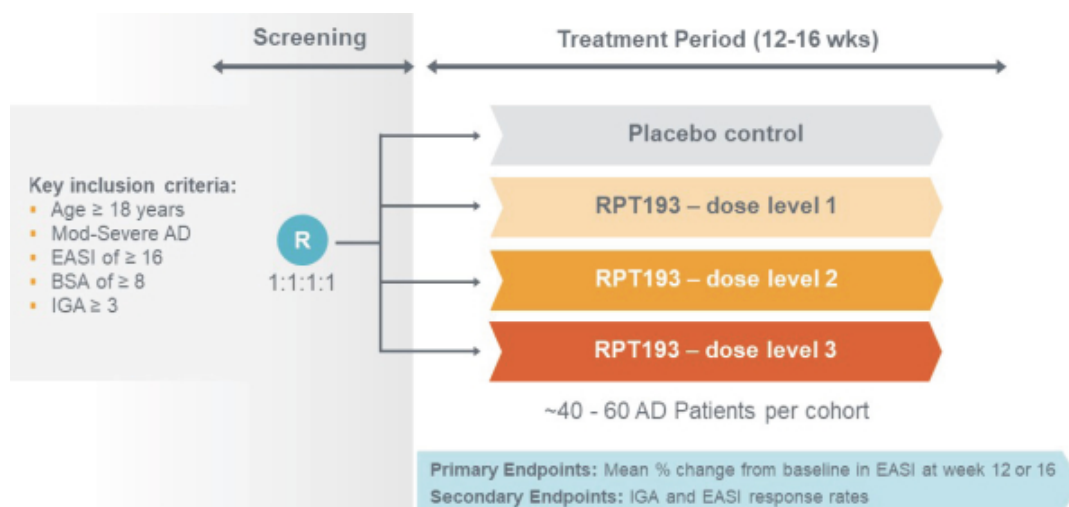 Screening
Treatment Period (12-16 wks)
Key inclusion criteria:
▪ Age ≥ 18 years
▪ Mod-Severe AD
▪ EASI of ≥ 16
▪ BSA of ≥ 8
▪ IGA ≥ 3
R
1:1:1:1
Placebo control
RPT193 – dose level 1
RPT193 – dose level 2
RPT193 – dose level 3
~40 - 60 AD Patients per cohort
Primary Endpoints: Mean % change from baseline in EASI at week 12 or 16
Secondary Endpoints: IGA and EASI response rates